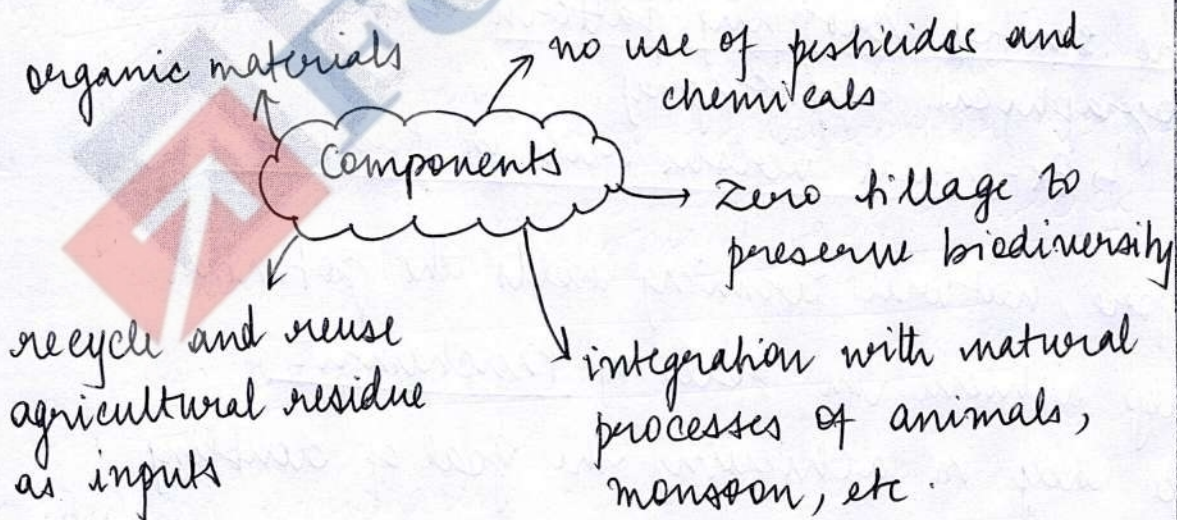 organic materials
no use of pesticides and
chemicals
Components
Zero tillage to
preserve biodiversity
recycle and reuse
agricultural residue
as inputs
integration with natural
processes of animals,
monsoon, etc.